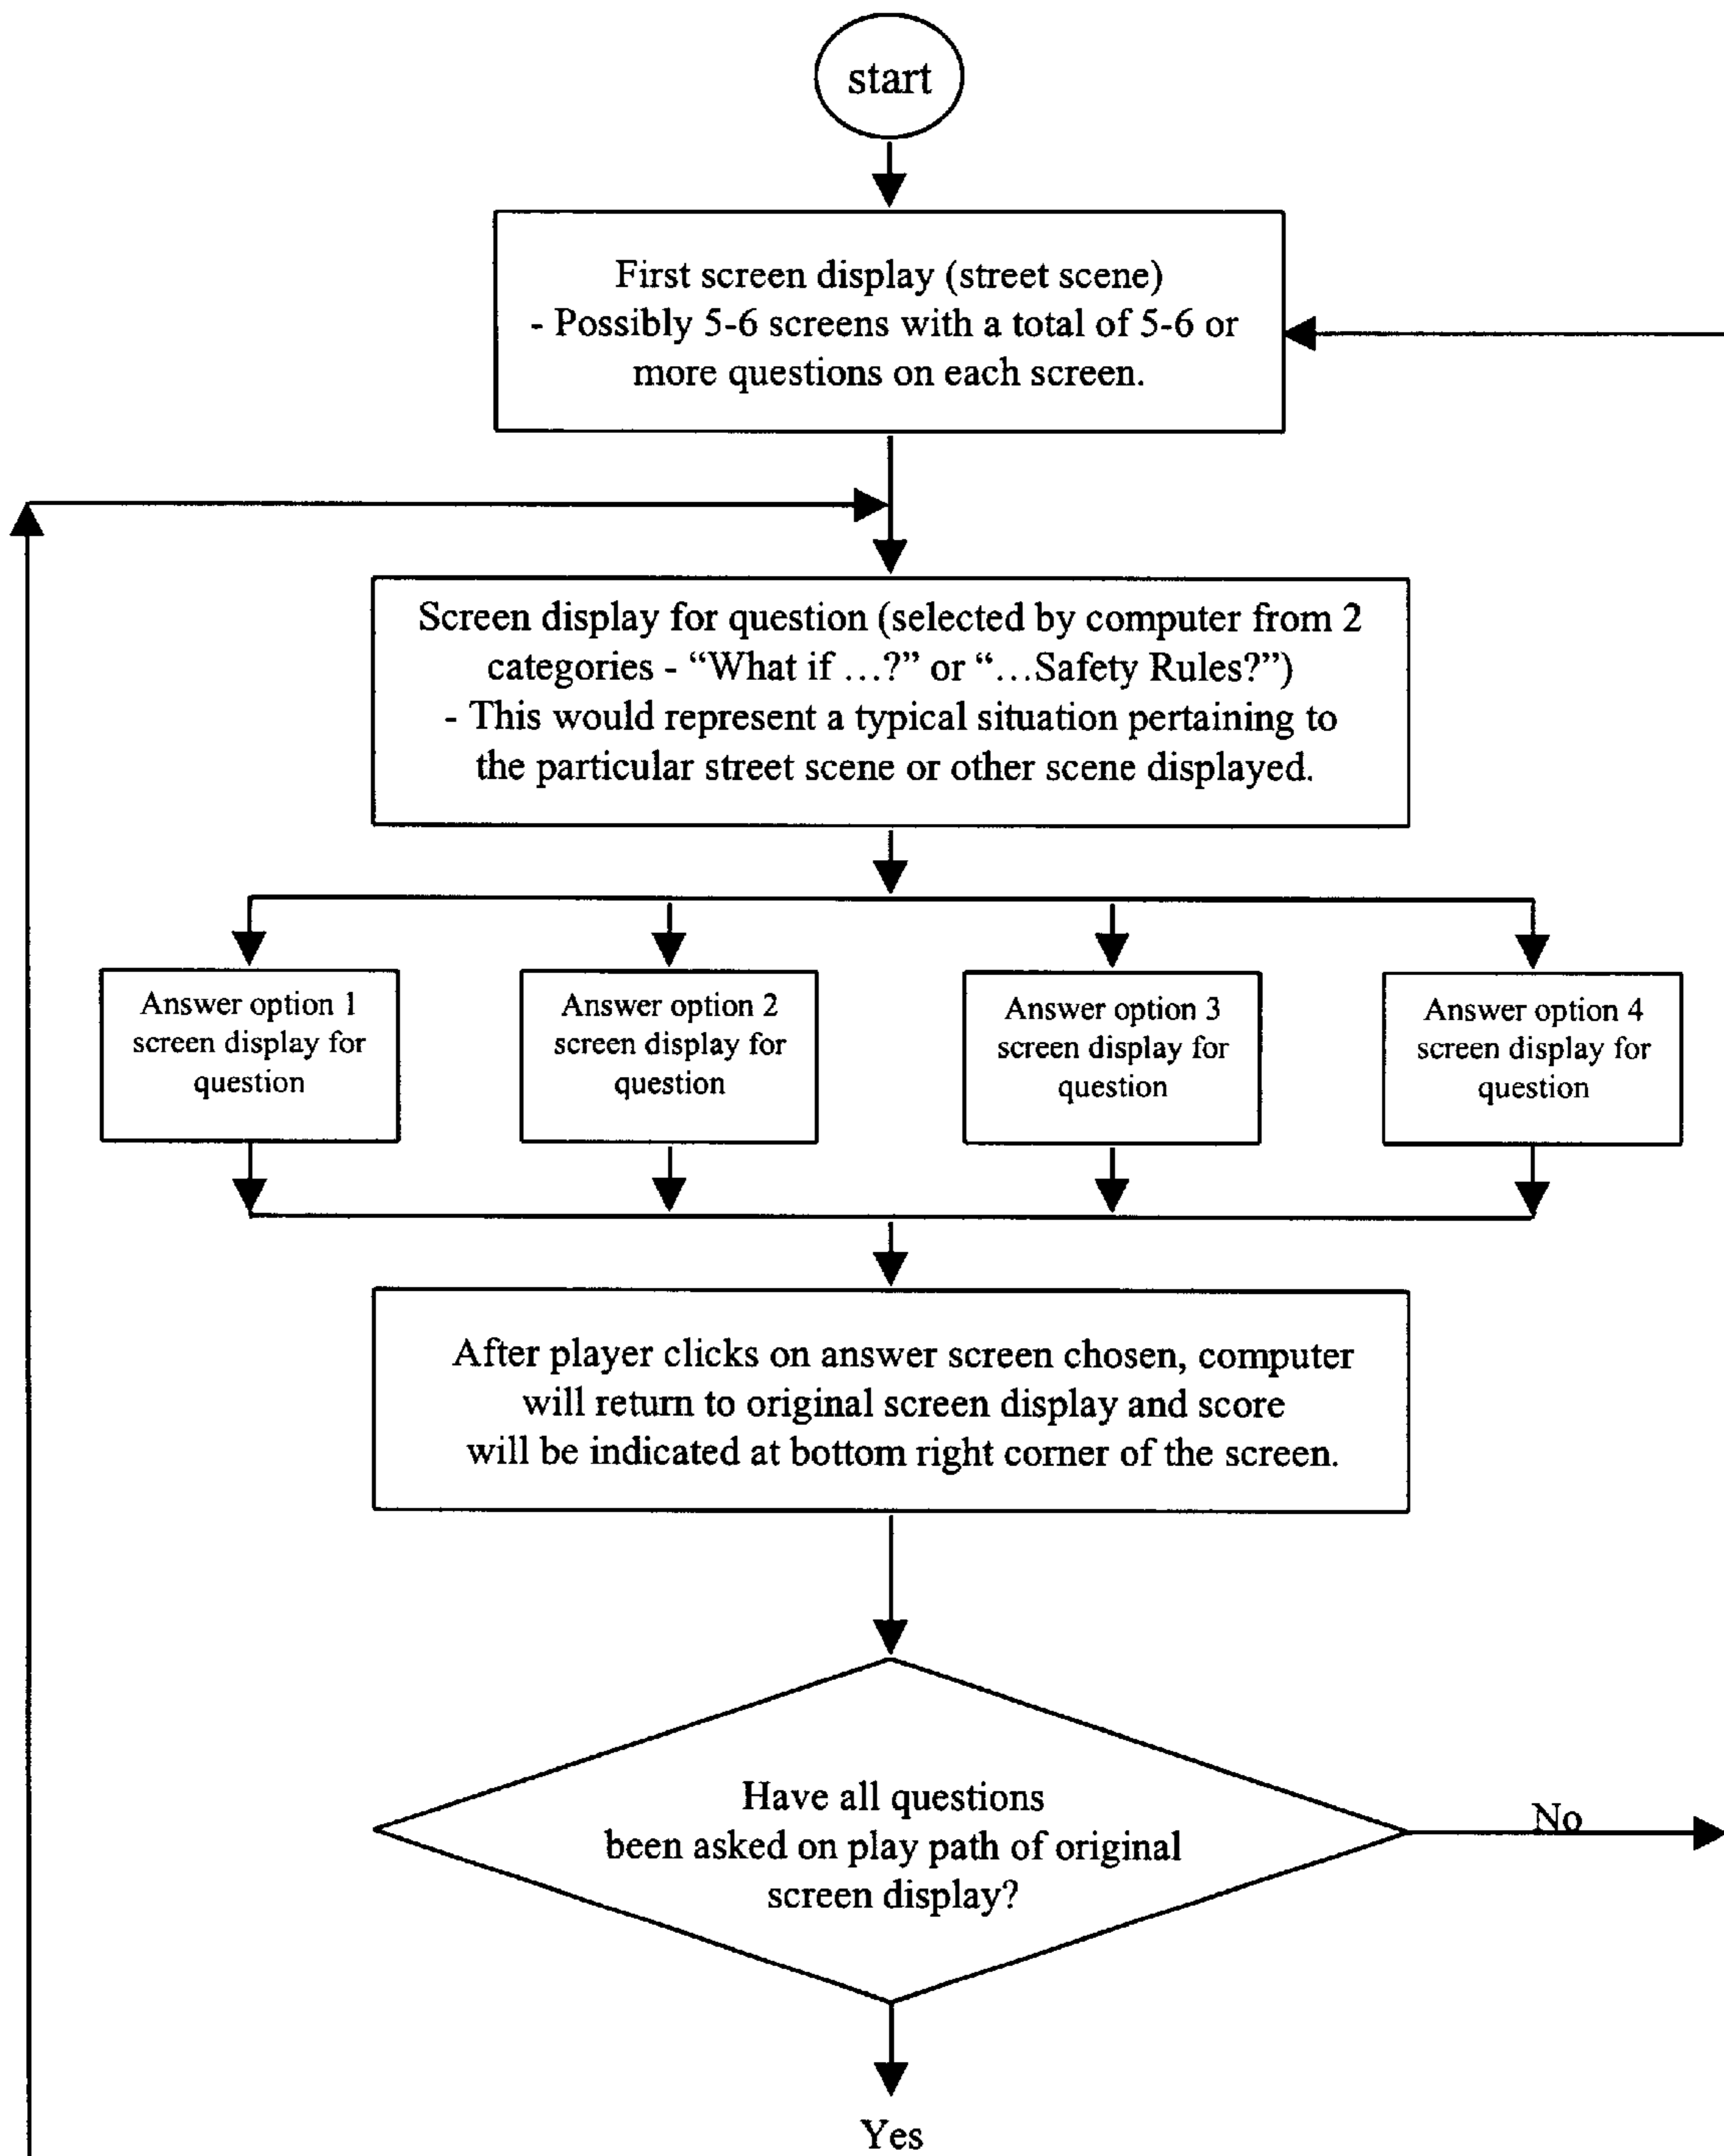 start
First screen display (street scene)
- Possibly 5-6 screens with a total of 5-6 or
more questions on each screen.
Screen display for question (selected by computer from 2
categories - “What if …?” or “…Safety Rules?”)
- This would represent a typical situation pertaining to
the particular street scene or other scene displayed.
Answer option 1
screen display for
question
Answer option 2
screen display for
question
Answer option 3
screen display for
question
Answer option 4
screen display for
question
After player clicks on answer screen chosen, computer
will return to original screen display and score
will be indicated at bottom right corner of the screen.
Have all questions
been asked on play path of original
screen display?
No
Yes